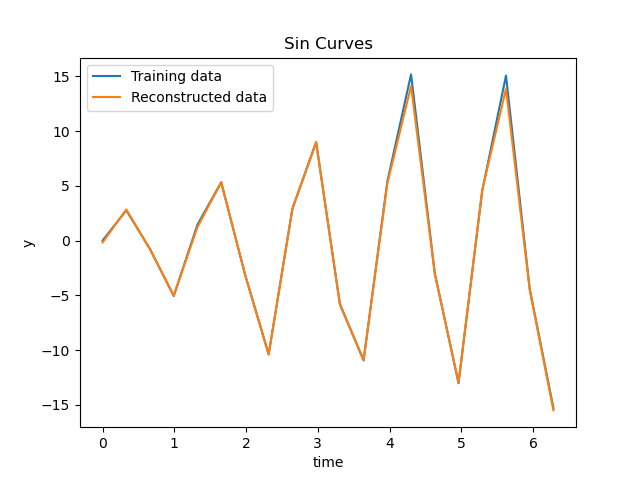 Sin Curves
Training data
Reconstructed data
15
10
5
0
−5
−10
−15
y
0 1 2 3 4 5 6
time